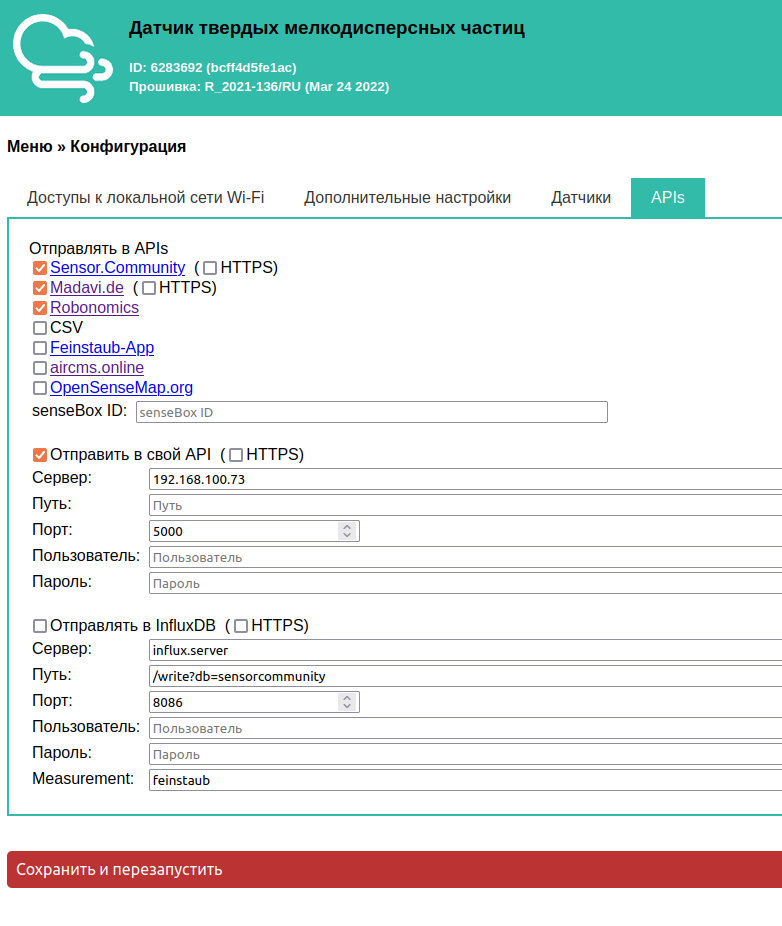 Датчик твердых мелкодисперсных частиц
ID: 6283692 (bcff4d5fe1ac)
Прошивка: R_2021-136/RU (Mar 24 2022)
Меню » Конфигурация
Доступы к локальной сети Wi-Fi Дополнительные настройки Датчики APIs
Отправлять в APIs
Sensor.Community ( HTTPS)
Madavi.de ( HTTPS)
Robonomics
CSV
Feinstaub-App
aircms.online
OpenSenseMap.org
senseBox ID: senseBox ID
Отправить в свой API ( HTTPS)
Сервер: 192.168.100.73
Путь: Путь
Порт: 5000
Пользователь: Пользователь
Пароль: Пароль
Отправлять в InfluxDB ( HTTPS)
Сервер: influx.server
Путь: /write?db=sensorcommunity
Порт: 8086
Пользователь: Пользователь
Пароль: Пароль
Measurement: feinstaub
Сохранить и перезапустить